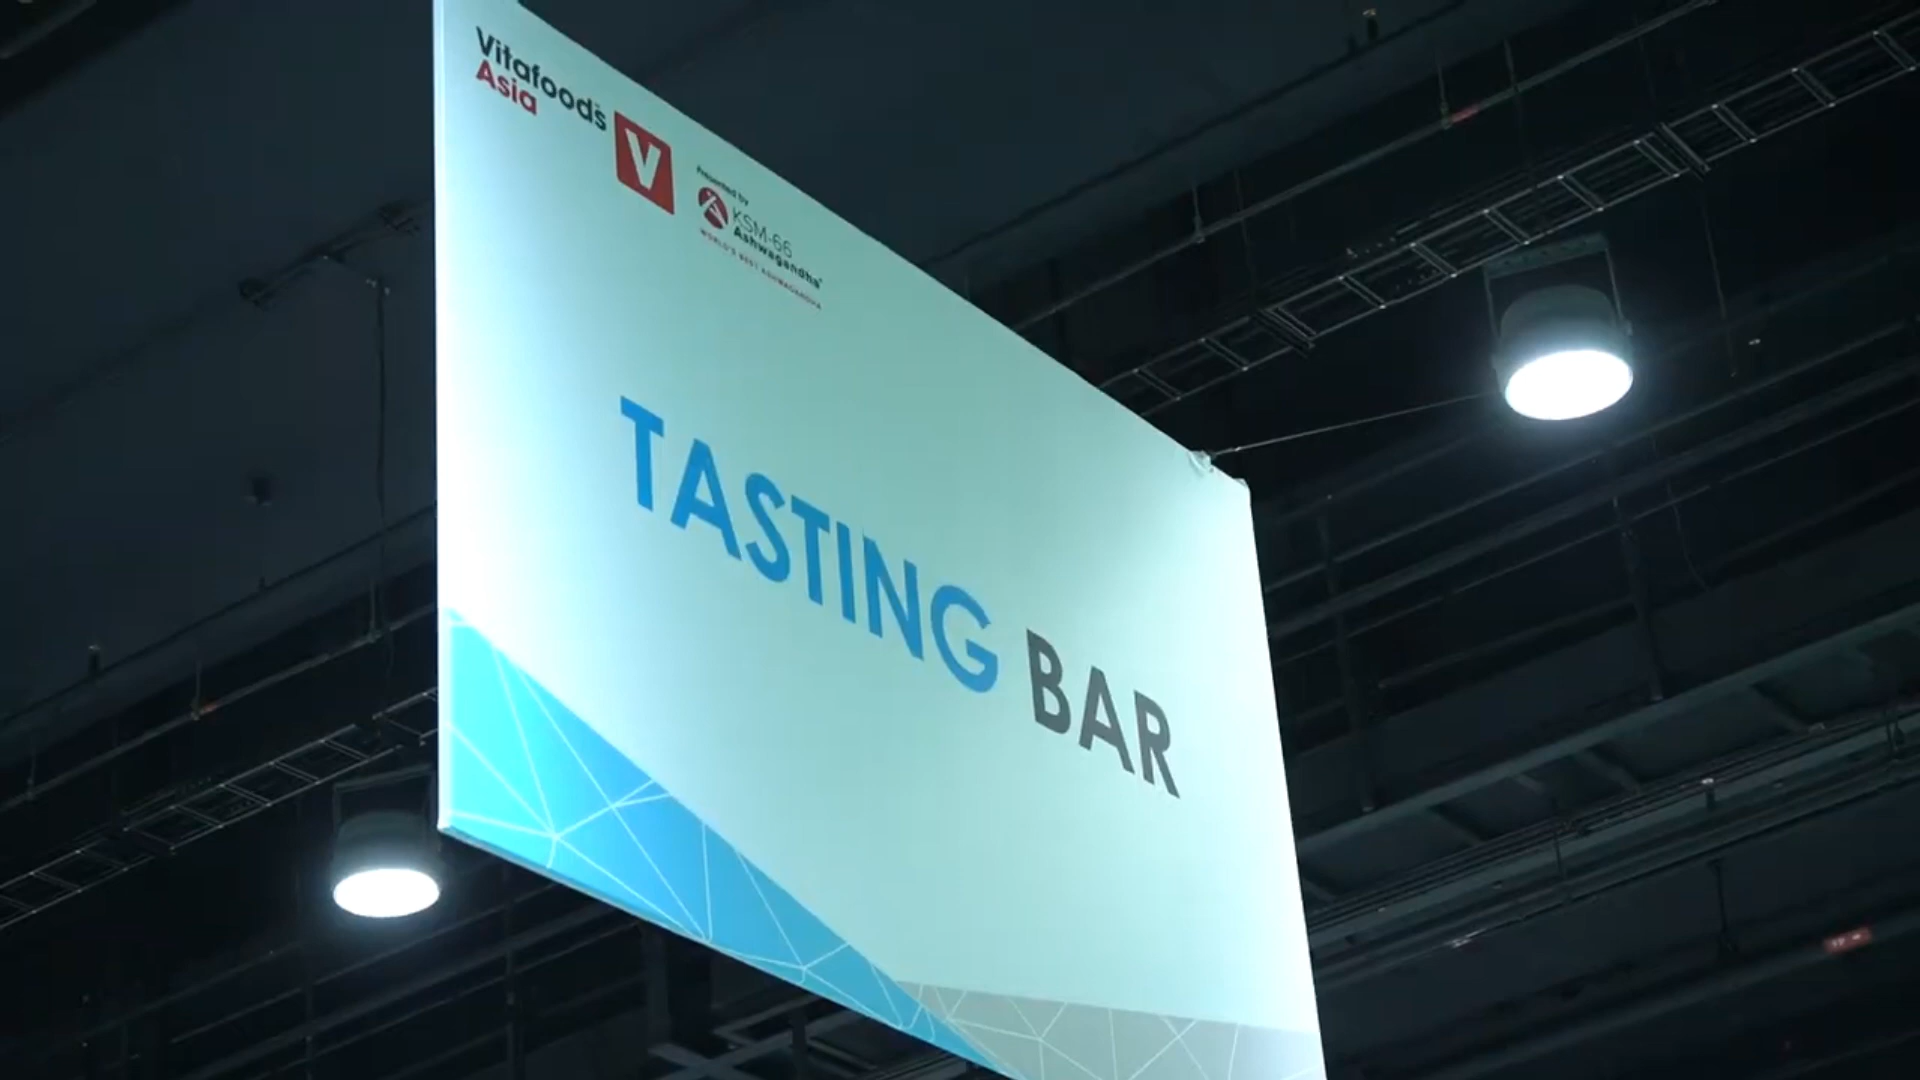 Vitafoods
Asia
V
Presented by
KSM-66
Ashwagandha®
WORLD'S BEST ASHWAGANDHA
TASTING BAR